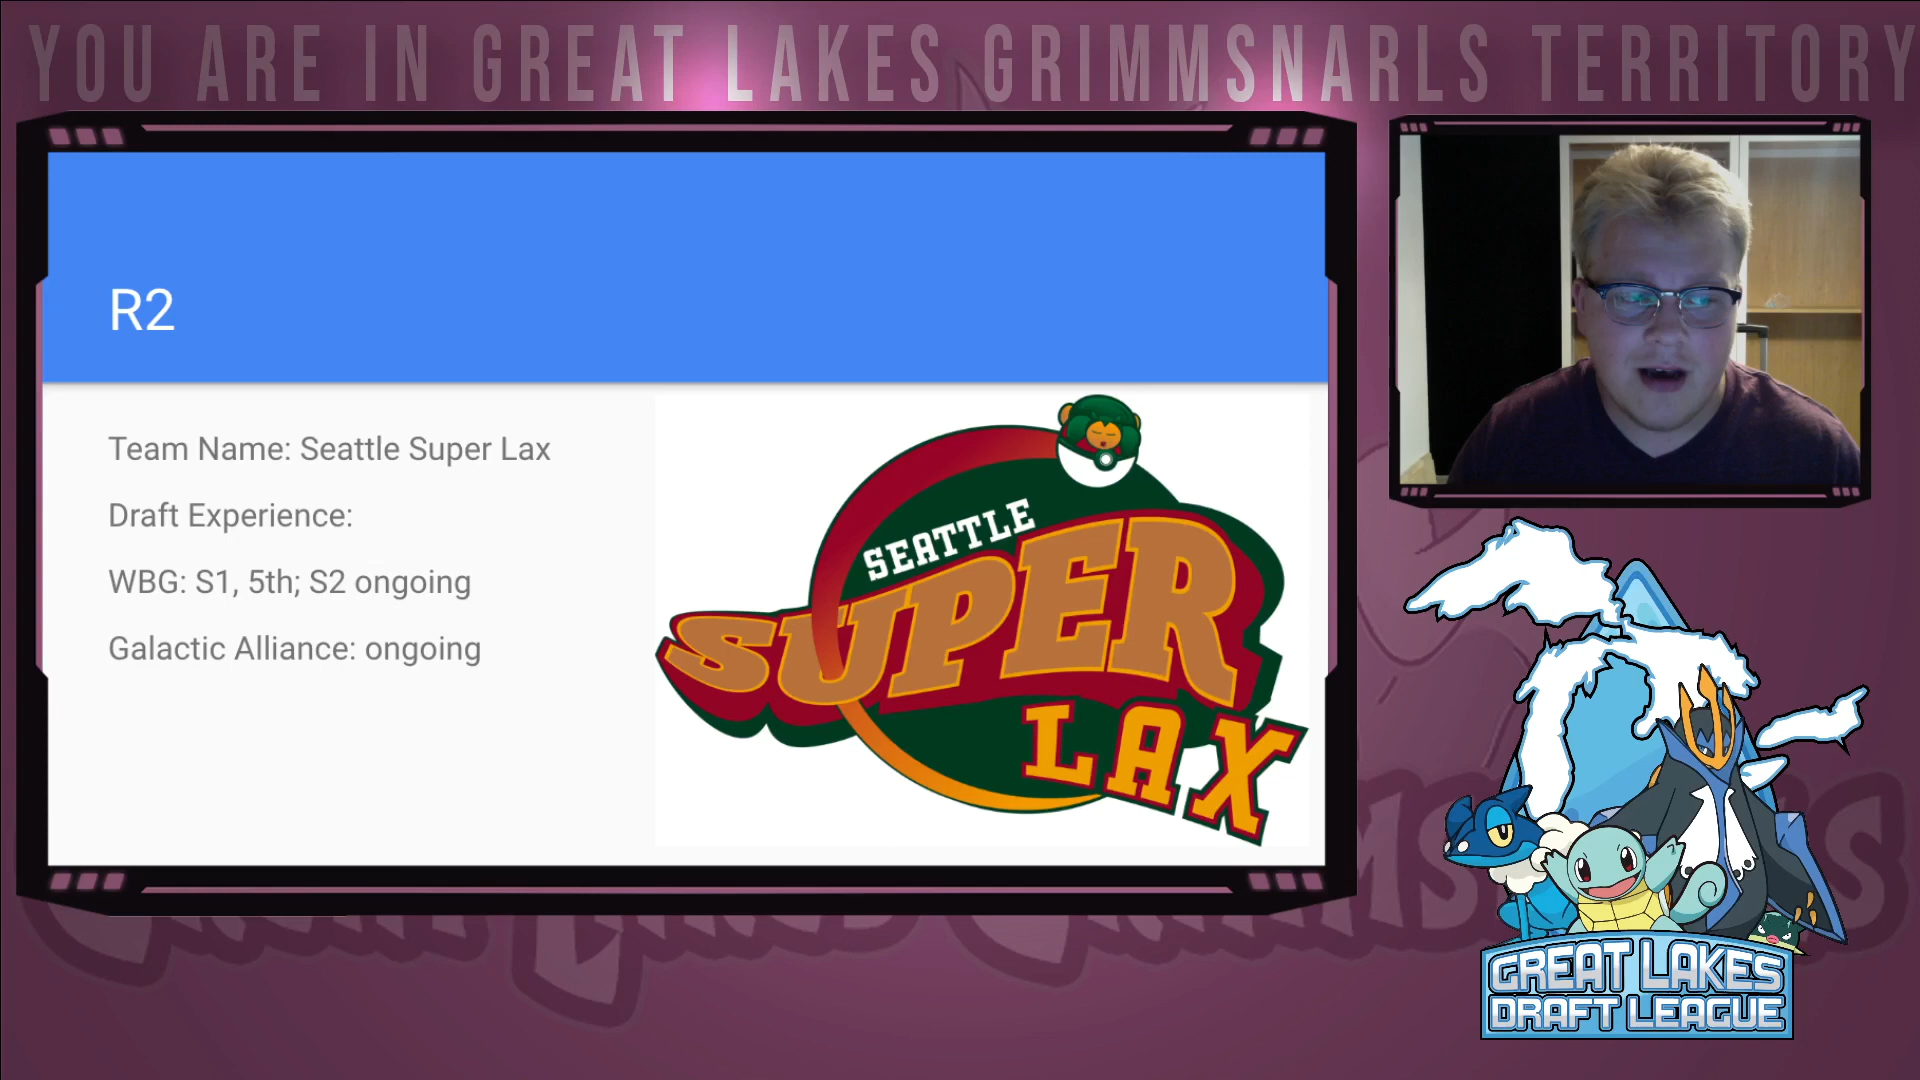 YOU ARE IN GREAT LAKES GRIMMSNARLS TERRITORY
R2
Team Name: Seattle Super Lax
Draft Experience:
WBG: S1, 5th; S2 ongoing
Galactic Alliance: ongoing
SEATTLE
SUPER
LAX
GREAT LAKES
DRAFT LEAGUE